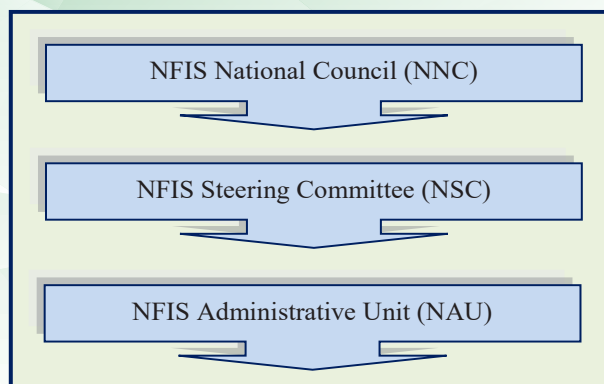 NFIS National Council (NNC)
NFIS Steering Committee (NSC)
NFIS Administrative Unit (NAU)